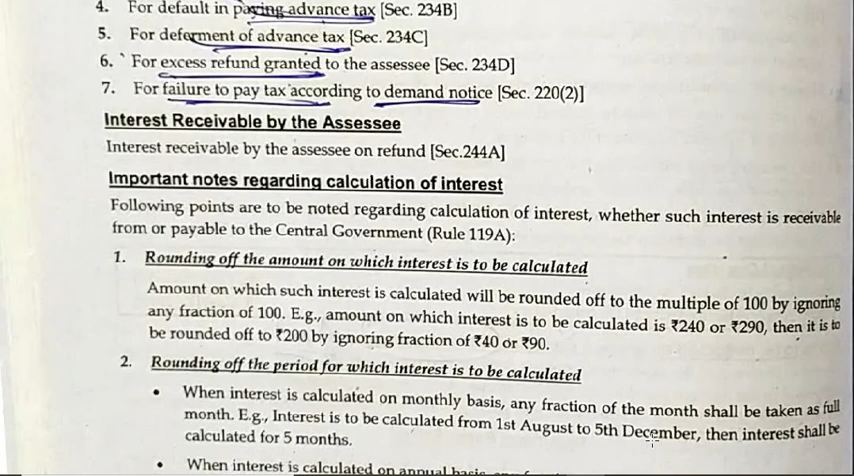 4. For default in paying advance tax [Sec. 234B]
5. For deferment of advance tax [Sec. 234C]
6. ` For excess refund granted to the assessee [Sec. 234D]
7. For failure to pay tax according to demand notice [Sec. 220(2)]
Interest Receivable by the Assessee
Interest receivable by the assessee on refund [Sec.244A]
Important notes regarding calculation of interest
Following points are to be noted regarding calculation of interest, whether such interest is receivable
from or payable to the Central Government (Rule 119A):
1. Rounding off the amount on which interest is to be calculated
Amount on which such interest is calculated will be rounded off to the multiple of 100 by ignoring
any fraction of 100. E.g., amount on which interest is to be calculated is ₹240 or ₹290, then it is to
be rounded off to ₹200 by ignoring fraction of ₹40 or ₹90.
2. Rounding off the period for which interest is to be calculated
• When interest is calculated on monthly basis, any fraction of the month shall be taken as full
month. E.g., Interest is to be calculated from 1st August to 5th December, then interest shall be
calculated for 5 months.
• When interest is calculated on annual basis